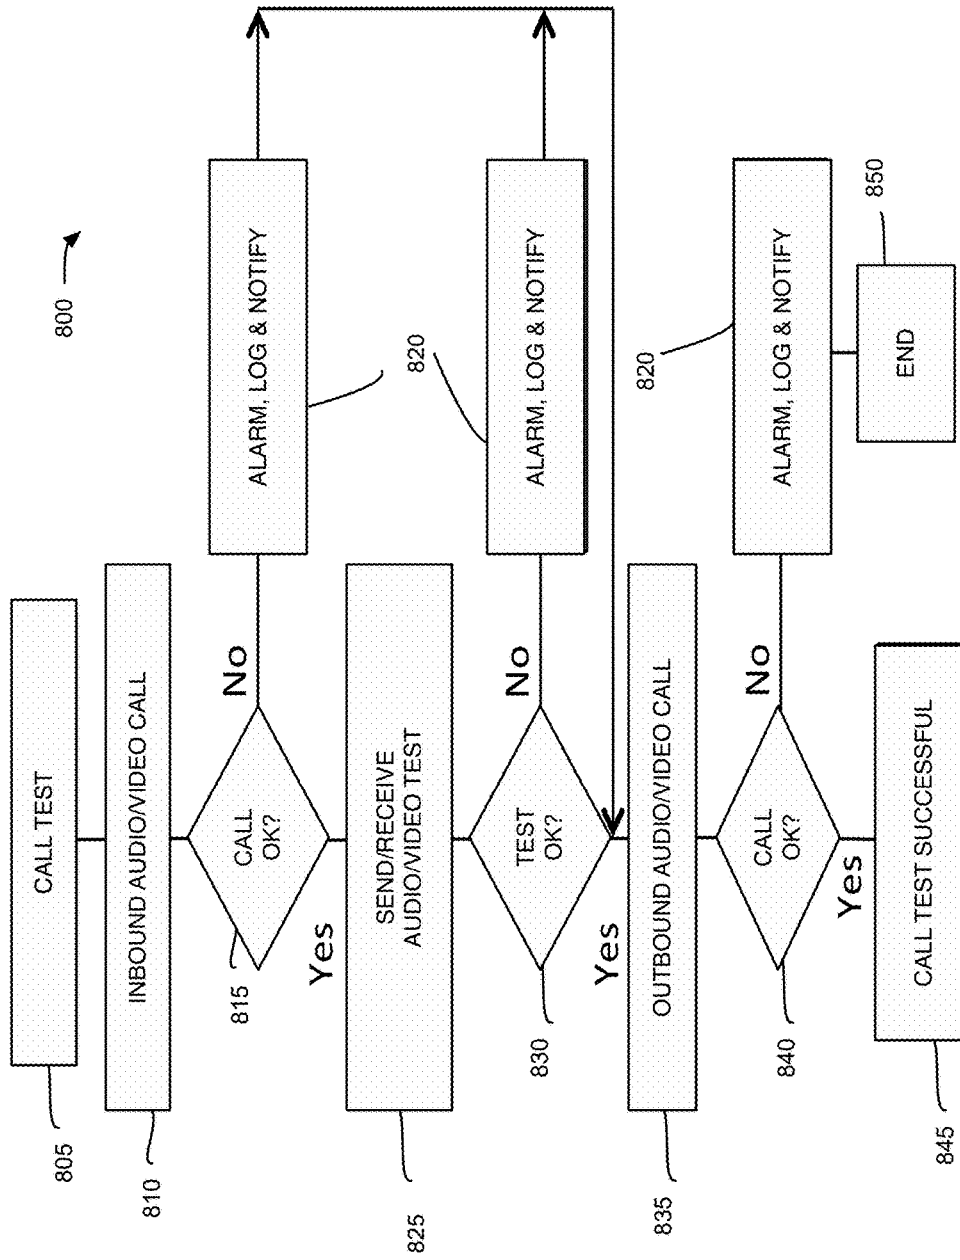 800
CALL TEST
805
INBOUND AUDIO/VIDEO CALL
810
CALL
OK?
815
No
ALARM, LOG & NOTIFY
820
Yes
SEND/RECEIVE
AUDIO/VIDEO TEST
825
TEST
OK?
830
No
ALARM, LOG & NOTIFY
Yes
OUTBOUND AUDIO/VIDEO CALL
835
CALL
OK?
840
No
ALARM, LOG & NOTIFY
820
Yes
CALL TEST SUCCESSFUL
845
END
850